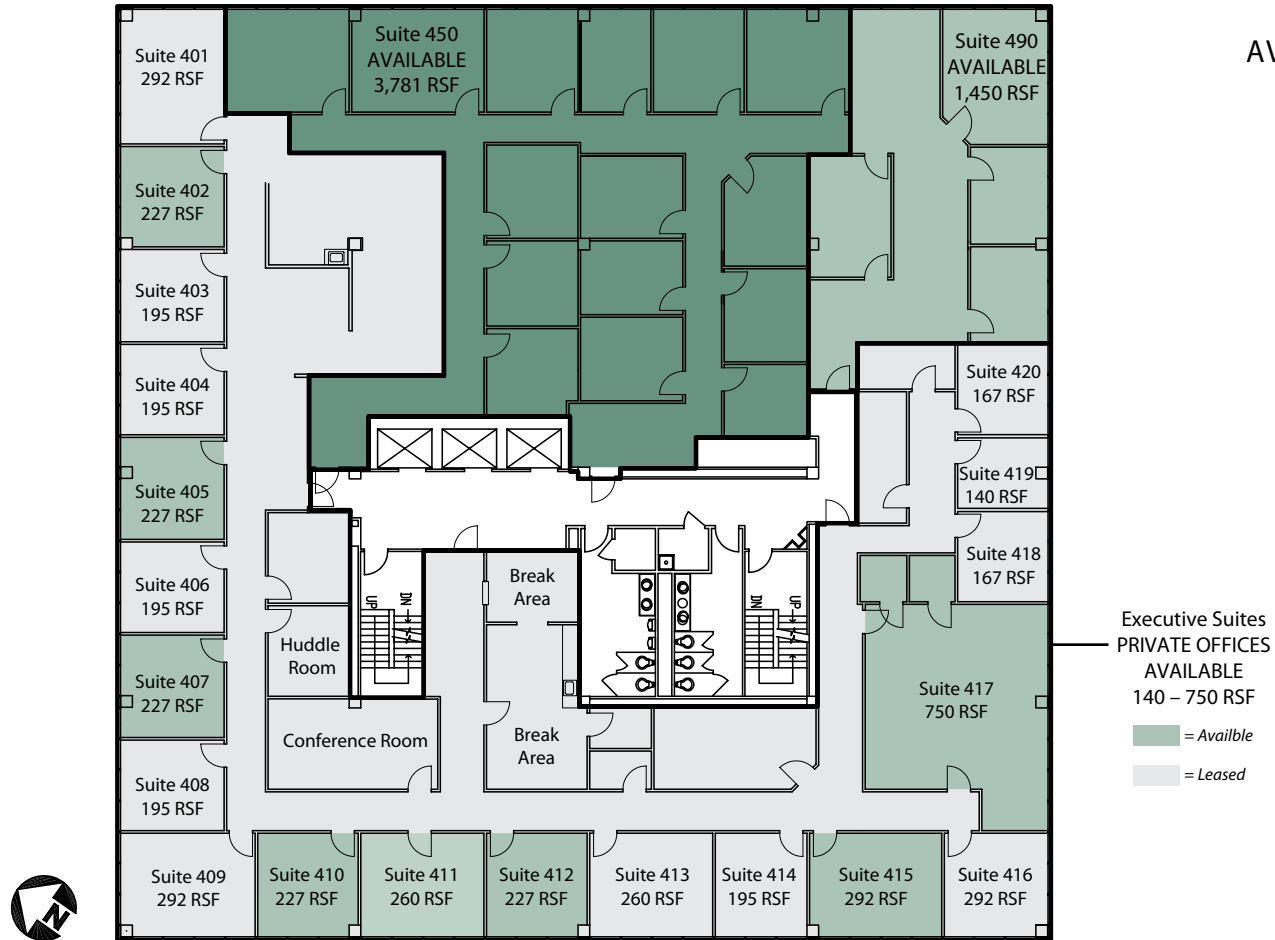 Suite 401
292 RSF
Suite 450
AVAILABLE
3,781 RSF
Suite 490
AVAILABLE
1,450 RSF
AV
Suite 402
227 RSF
Suite 403
195 RSF
Suite 404
195 RSF
Suite 420
167 RSF
Suite 405
227 RSF
Suite 419
140 RSF
Suite 406
195 RSF
Break
Area
UP
DN
DN
UP
Suite 418
167 RSF
Huddle
Room
Executive Suites
PRIVATE OFFICES
AVAILABLE
140 – 750 RSF
= Availble
= Leased
Suite 407
227 RSF
Suite 417
750 RSF
Conference Room
Break
Area
Suite 408
195 RSF
Suite 409
292 RSF
Suite 410
227 RSF
Suite 411
260 RSF
Suite 412
227 RSF
Suite 413
260 RSF
Suite 414
195 RSF
Suite 415
292 RSF
Suite 416
292 RSF
N